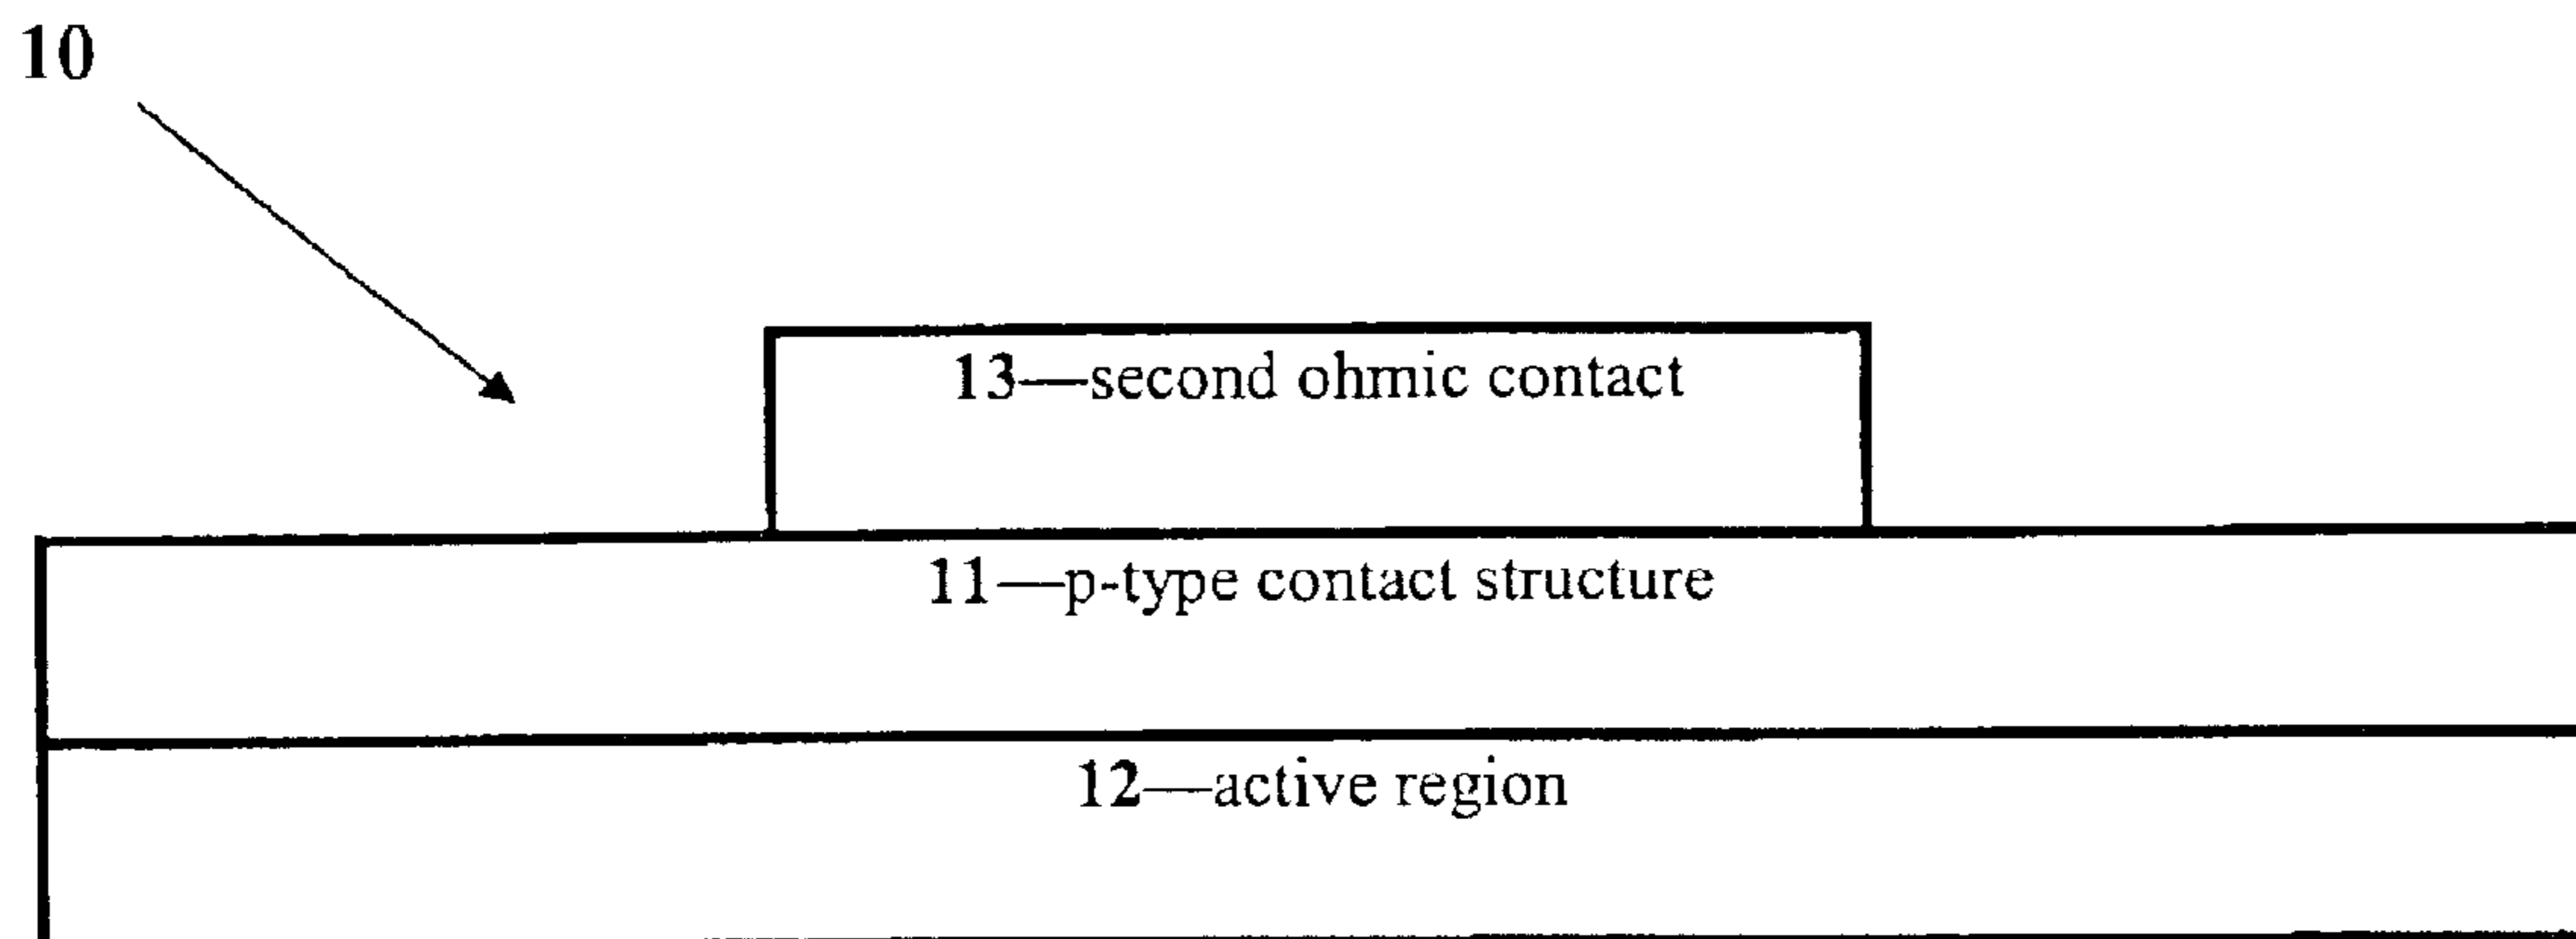 10
13—second ohmic contact
11—p-type contact structure
12—active region